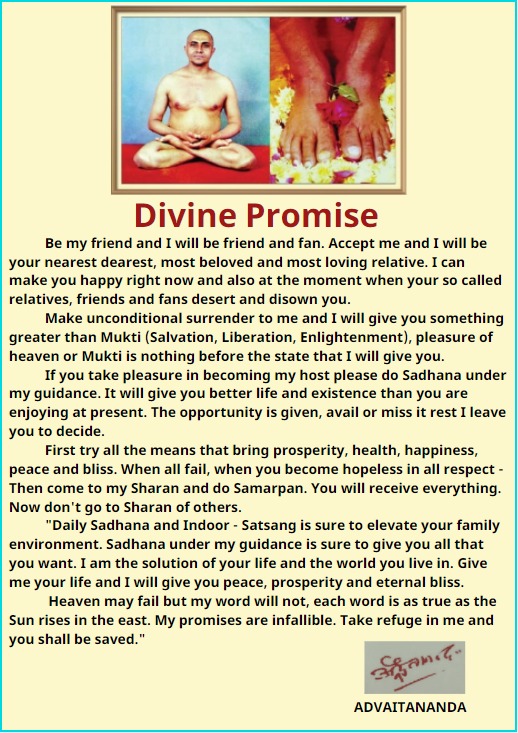 Divine Promise
Be my friend and I will be friend and fan. Accept me and I will be
your nearest dearest, most beloved and most loving relative. I can
make you happy right now and also at the moment when your so called
relatives, friends and fans desert and disown you.
Make unconditional surrender to me and I will give you something
greater than Mukti (Salvation, Liberation, Enlightenment), pleasure of
heaven or Mukti is nothing before the state that I will give you.
If you take pleasure in becoming my host please do Sadhana under
my guidance. It will give you better life and existence than you are
enjoying at present. The opportunity is given, avail or miss it rest I leave
you to decide.
First try all the means that bring prosperity, health, happiness,
peace and bliss. When all fail, when you become hopeless in all respect -
Then come to my Sharan and do Samarpan. You will receive everything.
Now don't go to Sharan of others.
"Daily Sadhana and Indoor - Satsang is sure to elevate your family
environment. Sadhana under my guidance is sure to give you all that
you want. I am the solution of your life and the world you live in. Give
me your life and I will give you peace, prosperity and eternal bliss.
Heaven may fail but my word will not, each word is as true as the
Sun rises in the east. My promises are infallible. Take refuge in me and
you shall be saved."
ADVAITANANDA